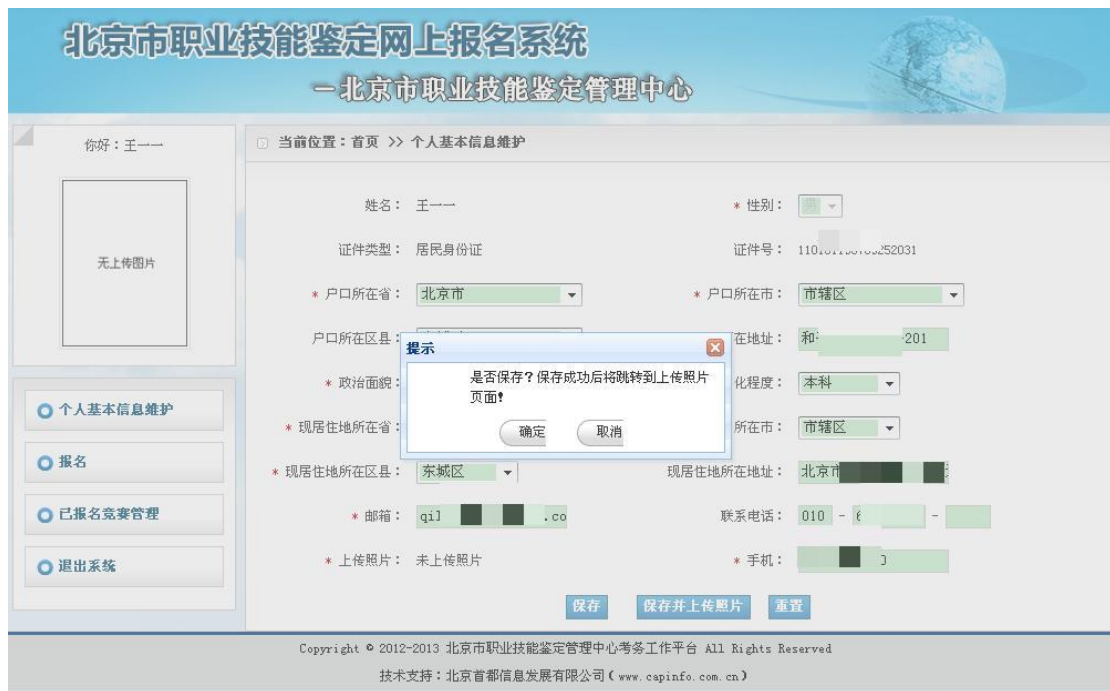 北京市职业技能鉴定网上报名系统
—北京市职业技能鉴定管理中心
你好：王一一
当前位置：首页 >> 个人基本信息维护
无上传图片
姓名： 王一一 * 性别：
证件类型： 居民身份证 证件号： 252031
* 户口所在省： 北京市 * 户口所在市： 市辖区
户口所在区县： 在地址： 和 201
* 政治面貌： 化程度： 本科
* 现居住地所在省： 所在市： 市辖区
* 现居住地所在区县： 东城区 现居住地所在地址： 北京市
* 邮箱： qil .co 联系电话： 010 - 6 -
* 上传照片： 未上传照片 * 手机：
提示
是否保存？保存成功后将跳转到上传照片
页面！
确定 取消
个人基本信息维护
报名
已报名竞赛管理
退出系统
保存 保存并上传照片 重置
Copyright © 2012-2013 北京市职业技能鉴定管理中心考务工作平台 All Rights Reserved
技术支持：北京首都信息发展有限公司(www.capinfo.com.cn)